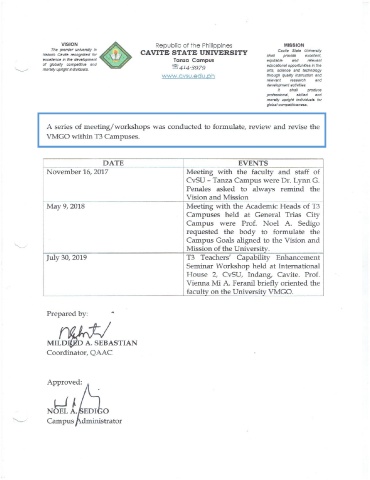 VISION
The premier university in
historic Cavite recognized for
excellence in the development
of globally competitive and
morally upright individuals.
Republic of the Philippines
CAVITE STATE UNIVERSITY
Tanza Campus
☎414-3979
www.cvsu.edu.ph
MISSION
Cavite State University
shall provide excellent,
equitable and relevant
educational opportunities in the
arts, science and technology
through quality instruction and
relevant research and
development activities.
It shall produce
professional, skilled and
morally upright individuals for
global competitiveness.
A series of meeting/workshops was conducted to formulate, review and revise the
VMGO within T3 Campuses.
DATE
EVENTS
November 16, 2017
Meeting with the faculty and staff of
CvSU – Tanza Campus were Dr. Lynn G.
Penales asked to always remind the
Vision and Mission
May 9, 2018
Meeting with the Academic Heads of T3
Campuses held at General Trias City
Campus were Prof. Noel A. Sedigo
requested the body to formulate the
Campus Goals aligned to the Vision and
Mission of the University.
July 30, 2019
T3 Teachers' Capability Enhancement
Seminar Workshop held at International
House 2, CvSU, Indang, Cavite. Prof.
Vienna Mi A. Feranil briefly oriented the
faculty on the University VMGO.
Prepared by:
MILDRED A. SEBASTIAN
Coordinator, QAAC
Approved:
NOEL A. SEDIGO
Campus Administrator